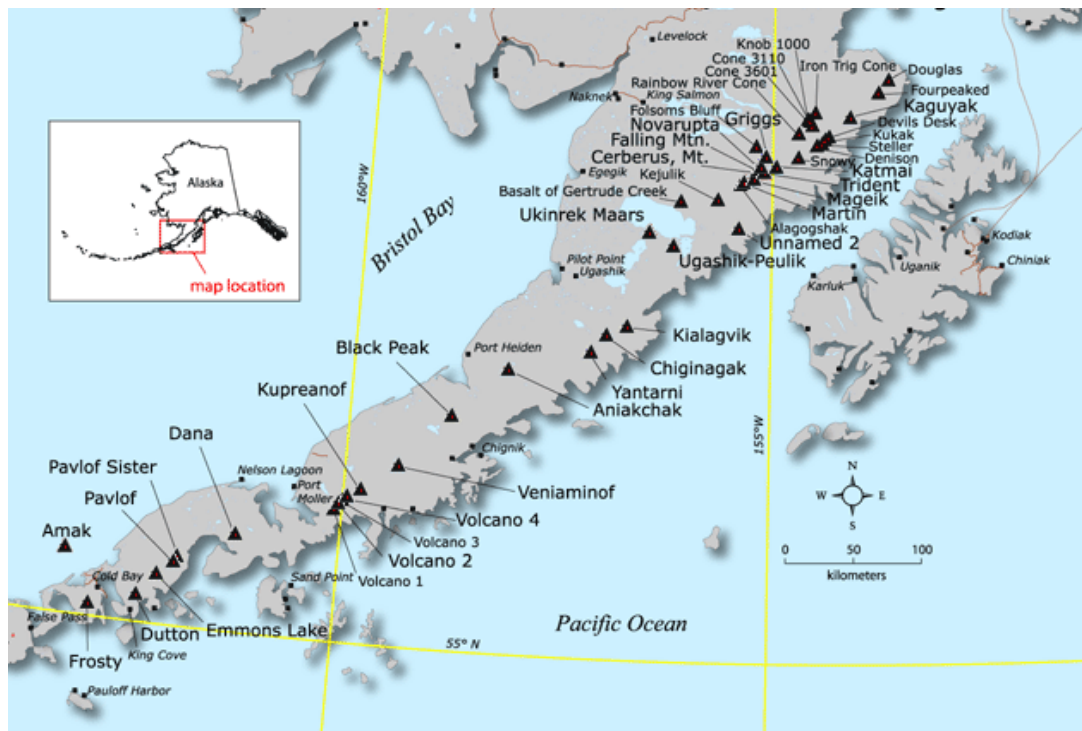 Levelock
Knob 1000
Cone 3110
Iron Trig Cone
Cone 3601
Douglas
Rainbow River Cone
Fourpeaked
Naknek
King Salmon
Kaguyak
Folsoms Bluff
Griggs
Devils Desk
Novarupta
Kukak
Falling Mtn.
Steller
Cerberus, Mt.
Snowy
Denison
Egegik
Kejulik
Katmai
Trident
Basalt of Gertrude Creek
Mageik
Martin
Ukinrek Maars
Alagogshak
Unnamed 2
Ugashik-Peulik
Alaska
map location
160°W
Bristol Bay
Pilot Point
Ugashik
Kodiak
Chiniak
Uganik
Karluk
Kialagvik
Black Peak
Port Heiden
Chiginagak
Yantarni
Aniakchak
Kupreanof
155°W
Dana
Chignik
Pavlof Sister
Nelson Lagoon
Port
Moller
Veniaminof
N
W
E
S
Pavlof
Volcano 4
Amak
Volcano 3
Volcano 2
0
50
100
kilometers
Cold Bay
Sand Point
Volcano 1
False Pass
Dutton
Emmons Lake
Pacific Ocean
55° N
King Cove
Frosty
Pauloff Harbor